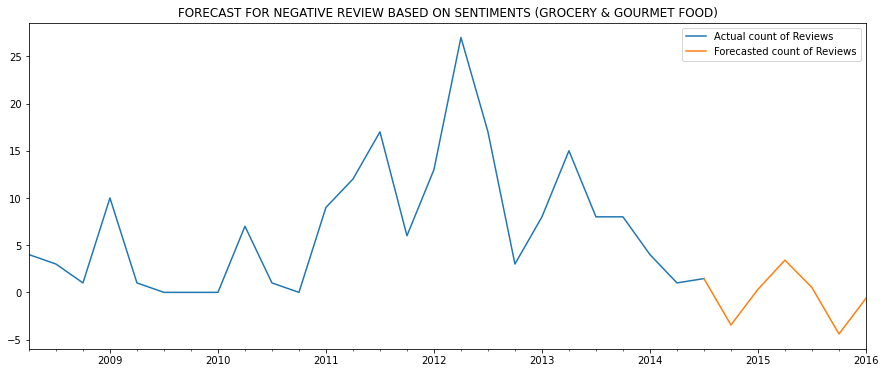 FORECAST FOR NEGATIVE REVIEW BASED ON SENTIMENTS (GROCERY & GOURMET FOOD)
Actual count of Reviews
Forecasted count of Reviews
25
20
15
10
5
0
−5
2009 2010 2011 2012 2013 2014 2015 2016